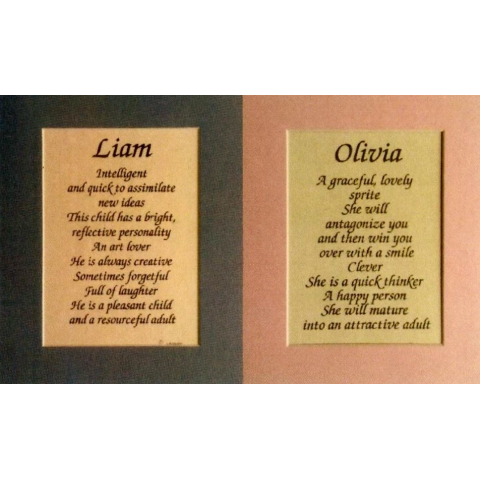 Liam
Intelligent
and quick to assimilate
new ideas
This child has a bright,
reflective personality
An art lover
He is always creative
Sometimes forgetful
Full of laughter
He is a pleasant child
and a resourceful adult
Olivia
A graceful, lovely
sprite
She will
antagonize you
and then win you
over with a smile
Clever
She is a quick thinker
A happy person
She will mature
into an attractive adult